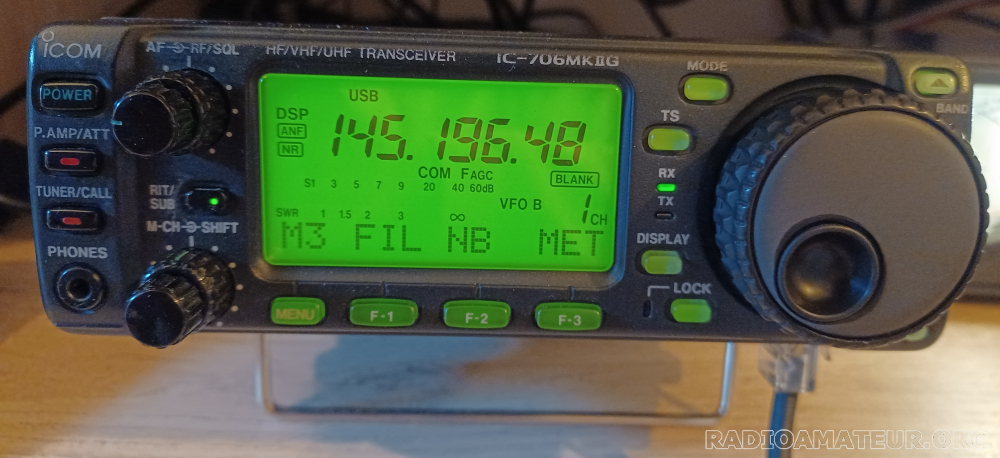 ICOM
AF RF/SQL
HF/VHF/UHF TRANSCEIVER
IC-706MKIIG
POWER
P.AMP/ATT
TUNER/CALL
PHONES
RIT/
SUB
M-CH SHIFT
USB
DSP
ANF
NR
145.196.48
COM FAGC
BLANK
S1 3 5 7 9 20 40 60dB
VFO B
1CH
SWR 1 1.5 2 3 ∞
M3 FIL NB MET
MENU
F-1
F-2
F-3
MODE
TS
RX
TX
DISPLAY
LOCK
BAND
RADIOAMATEUR.ORG